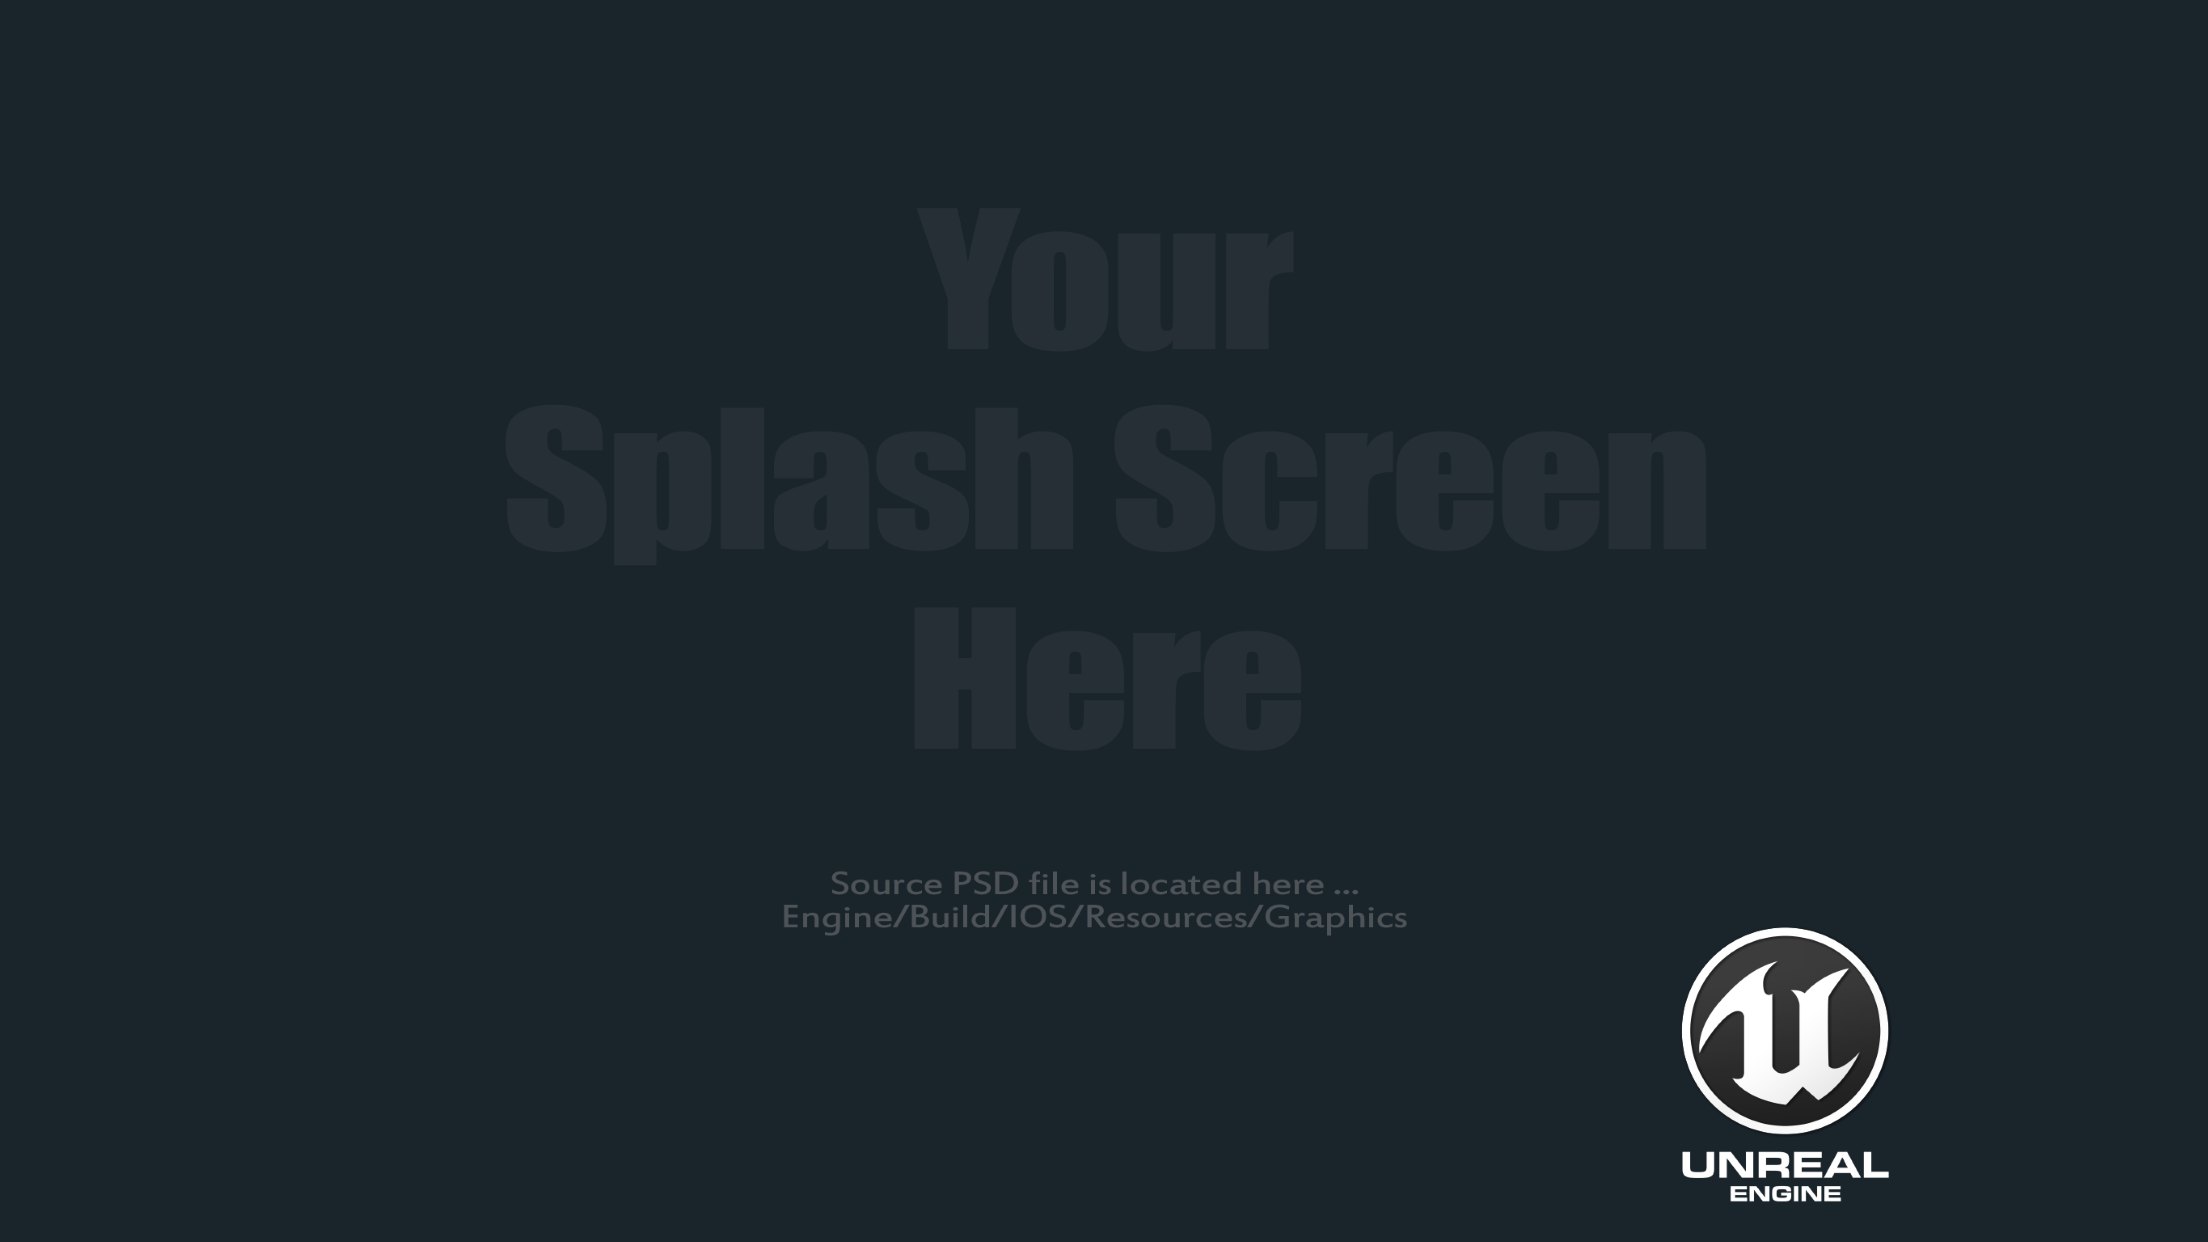 Your
Splash Screen
Here
Source PSD file is located here ...
Engine/Build/IOS/Resources/Graphics
UNREAL
ENGINE